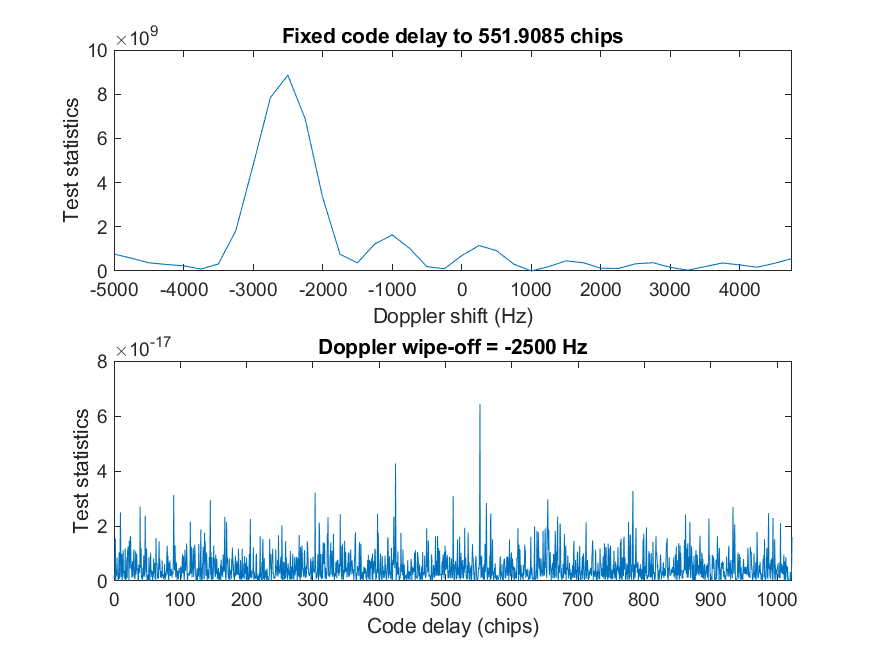 ×10^9
Fixed code delay to 551.9085 chips
10
8
6
4
2
0
Test statistics
-5000 -4000 -3000 -2000 -1000 0 1000 2000 3000 4000
Doppler shift (Hz)
×10^-17
Doppler wipe-off = -2500 Hz
8
6
4
2
0
Test statistics
0 100 200 300 400 500 600 700 800 900 1000
Code delay (chips)